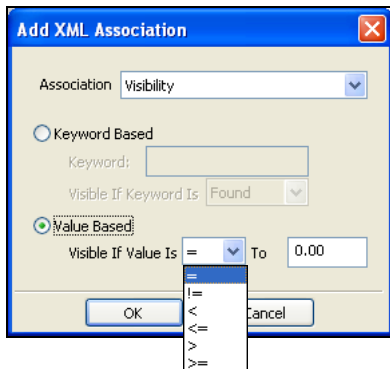 Add XML Association
Association Visibility
Keyword Based
Keyword:
Visible If Keyword Is Found
Value Based
Visible If Value Is = To 0.00
=
!=
<
OK Cancel
<=
>
>=